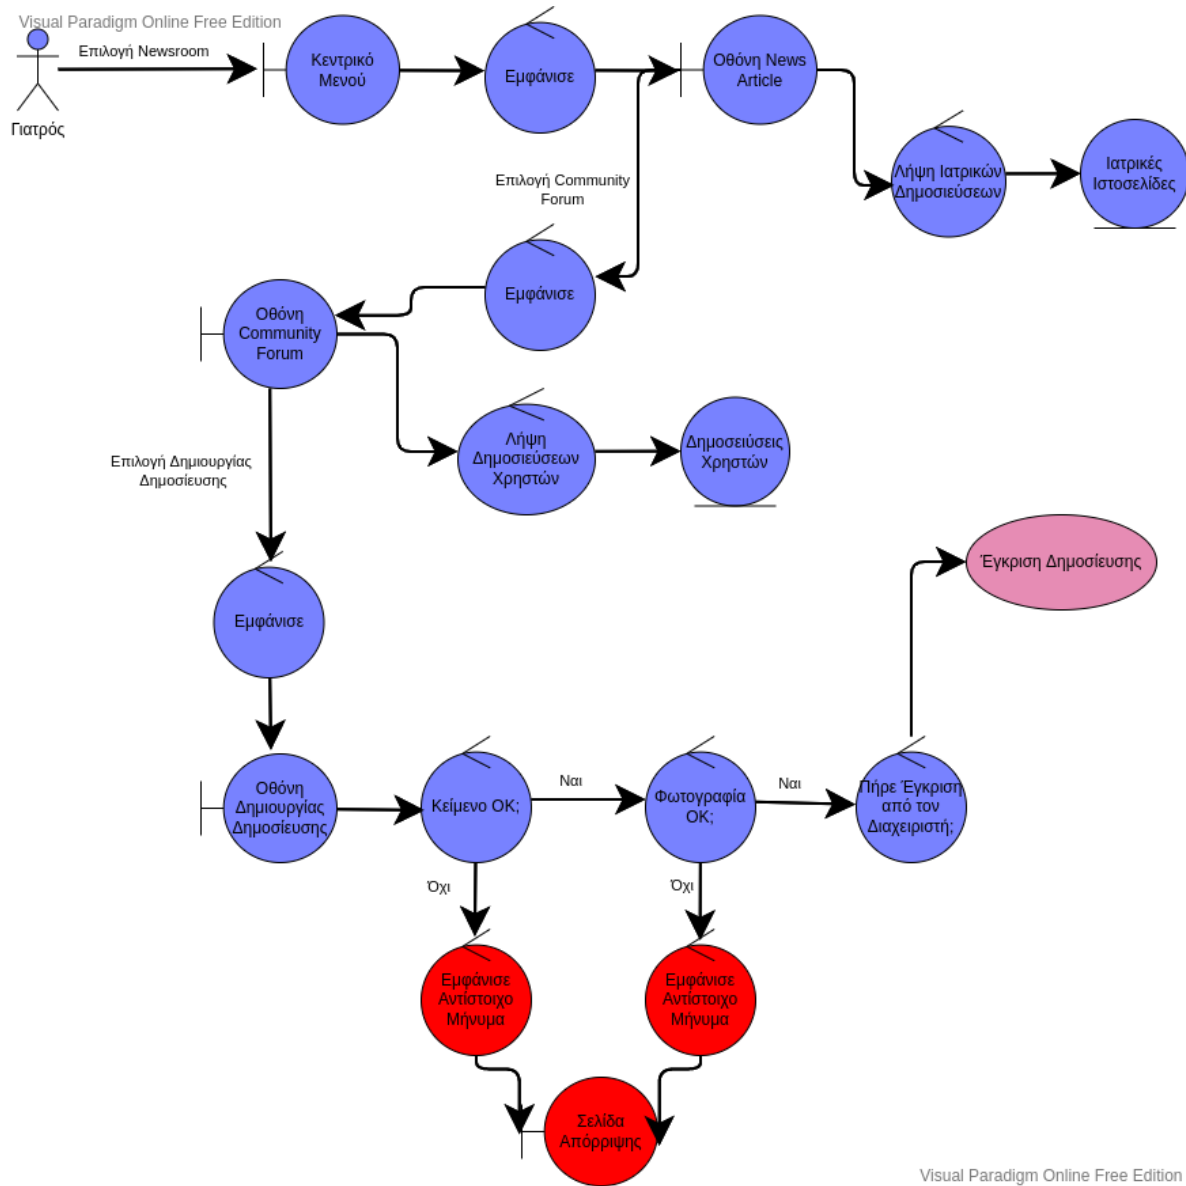 Visual Paradigm Online Free Edition
Επιλογή Newsroom
Γιατρός
Κεντρικό
Μενού
Εμφάνισε
Οθόνη News
Article
Λήψη Ιατρικών
Δημοσιεύσεων
Ιατρικές
Ιστοσελίδες
Επιλογή Community
Forum
Εμφάνισε
Οθόνη
Community
Forum
Λήψη
Δημοσιεύσεων
Χρηστών
Δημοσειύσεις
Χρηστών
Επιλογή Δημιουργίας
Δημοσίευσης
Έγκριση Δημοσίευσης
Εμφάνισε
Οθόνη
Δημιουργίας
Δημοσίευσης
Κείμενο ΟΚ;
Ναι
Φωτογραφία
ΟΚ;
Ναι
Πήρε Έγκριση
από τον
Διαχειριστή;
Όχι
Όχι
Εμφάνισε
Αντίστοιχο
Μήνυμα
Εμφάνισε
Αντίστοιχο
Μήνυμα
Σελίδα
Απόρριψης
Visual Paradigm Online Free Edition